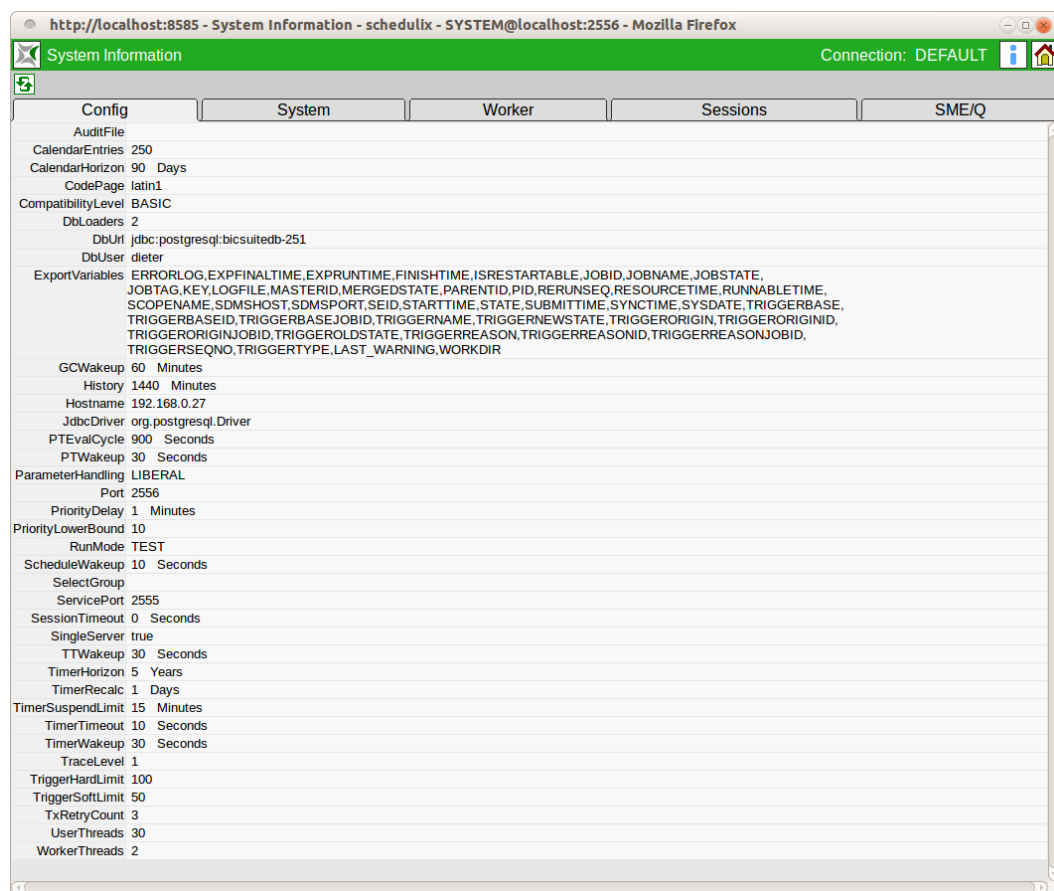 http://localhost:8585 - System Information - schedulix - SYSTEM@localhost:2556 - Mozilla Firefox
System Information Connection: DEFAULT
Config System Worker Sessions SME/Q
AuditFile
CalendarEntries 250
CalendarHorizon 90 Days
CodePage latin1
CompatibilityLevel BASIC
DbLoaders 2
DbUrl jdbc:postgresql:bicsuitedb-251
DbUser dieter
ExportVariables ERRORLOG,EXPFINALTIME,EXPRUNTIME,FINISHTIME,ISRESTARTABLE,JOBID,JOBNAME,JOBSTATE,
JOBTAG,KEY,LOGFILE,MASTERID,MERGEDSTATE,PARENTID,PID,RERUNSEQ,RESOURCETIME,RUNNABLETIME,
SCOPENAME,SDMSHOST,SDMSPORT,SEID,STARTTIME,STATE,SUBMITTIME,SYNCTIME,SYSDATE,TRIGGERBASE,
TRIGGERBASEID,TRIGGERBASEJOBID,TRIGGERNAME,TRIGGERNEWSTATE,TRIGGERORIGIN,TRIGGERORIGINID,
TRIGGERORIGINJOBID,TRIGGEROLDSTATE,TRIGGERREASON,TRIGGERREASONID,TRIGGERREASONJOBID,
TRIGGERSEQNO,TRIGGERTYPE,LAST_WARNING,WORKDIR
GCWakeup 60 Minutes
History 1440 Minutes
Hostname 192.168.0.27
JdbcDriver org.postgresql.Driver
PTEvalCycle 900 Seconds
PTWakeup 30 Seconds
ParameterHandling LIBERAL
Port 2556
PriorityDelay 1 Minutes
PriorityLowerBound 10
RunMode TEST
ScheduleWakeup 10 Seconds
SelectGroup
ServicePort 2555
SessionTimeout 0 Seconds
SingleServer true
TTWakeup 30 Seconds
TimerHorizon 5 Years
TimerRecalc 1 Days
TimerSuspendLimit 15 Minutes
TimerTimeout 10 Seconds
TimerWakeup 30 Seconds
TraceLevel 1
TriggerHardLimit 100
TriggerSoftLimit 50
TxRetryCount 3
UserThreads 30
WorkerThreads 2